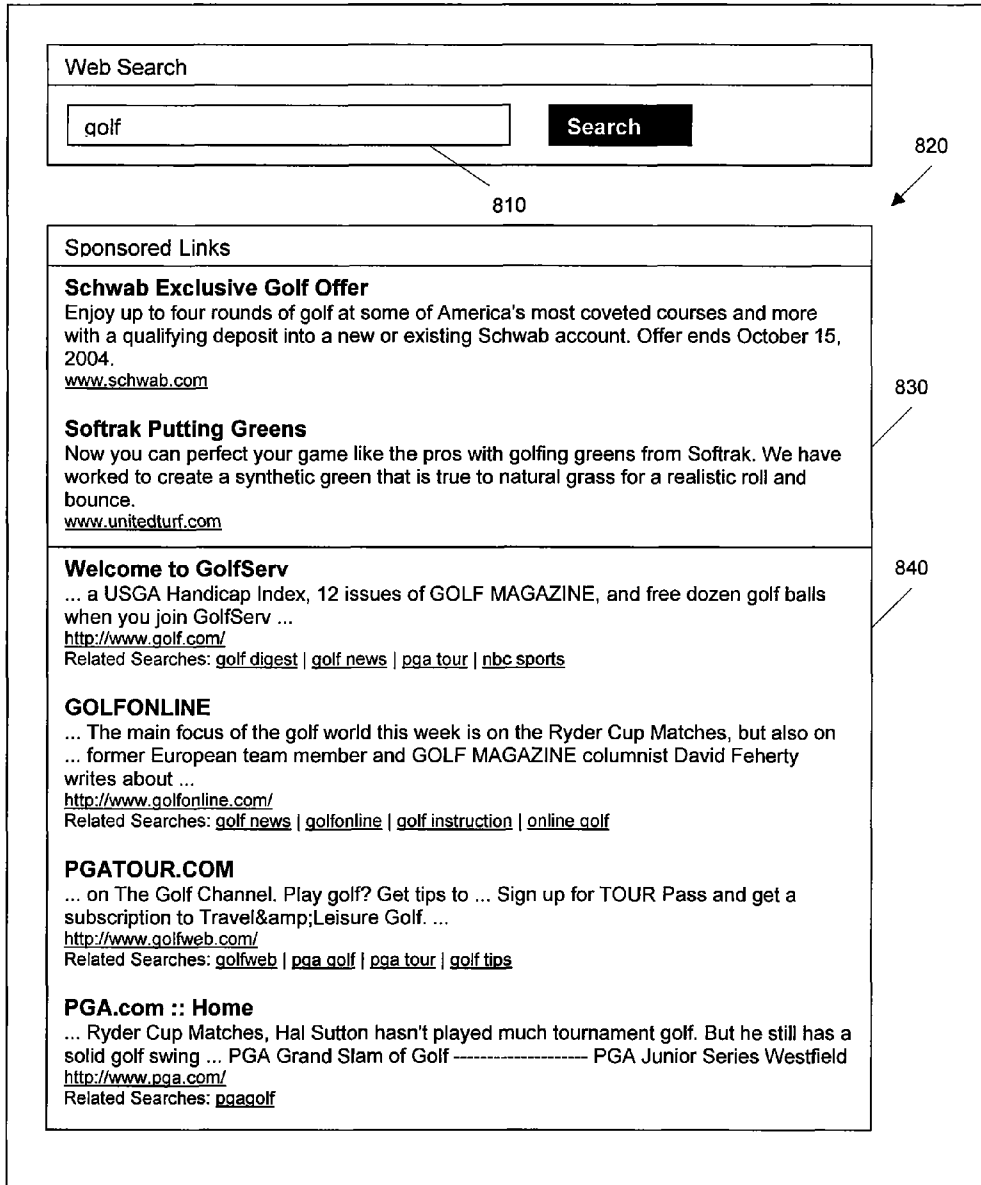 Web Search
golf
Search
820
810
Sponsored Links
Schwab Exclusive Golf Offer
Enjoy up to four rounds of golf at some of America's most coveted courses and more
with a qualifying deposit into a new or existing Schwab account. Offer ends October 15,
2004.
www.schwab.com
830
Softrak Putting Greens
Now you can perfect your game like the pros with golfing greens from Softrak. We have
worked to create a synthetic green that is true to natural grass for a realistic roll and
bounce.
www.unitedturf.com
Welcome to GolfServ
840
... a USGA Handicap Index, 12 issues of GOLF MAGAZINE, and free dozen golf balls
when you join GolfServ ...
http://www.golf.com/
Related Searches: golf digest | golf news | pga tour | nbc sports
GOLFONLINE
... The main focus of the golf world this week is on the Ryder Cup Matches, but also on
... former European team member and GOLF MAGAZINE columnist David Feherty
writes about ...
http://www.golfonline.com/
Related Searches: golf news | golfonline | golf instruction | online golf
PGATOUR.COM
... on The Golf Channel. Play golf? Get tips to ... Sign up for TOUR Pass and get a
subscription to Travel&amp;Leisure Golf. ...
http://www.golfweb.com/
Related Searches: golfweb | pga golf | pga tour | golf tips
PGA.com :: Home
... Ryder Cup Matches, Hal Sutton hasn't played much tournament golf. But he still has a
solid golf swing ... PGA Grand Slam of Golf -------------------- PGA Junior Series Westfield
http://www.pga.com/
Related Searches: pgagolf